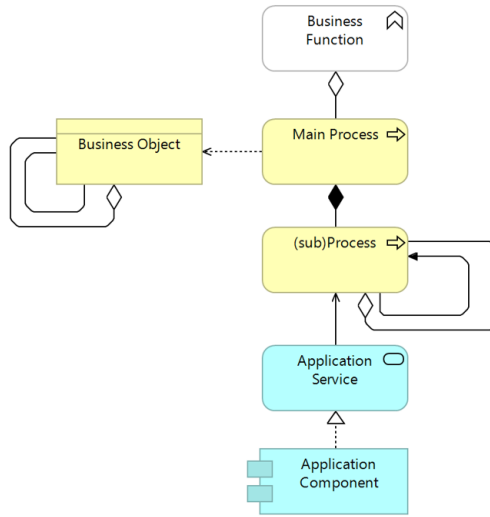 Business
Function
Business Object
Main Process
(sub)Process
Application
Service
Application
Component